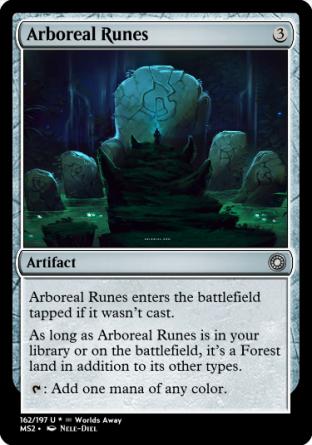 Arboreal Runes 3
Artifact
Arboreal Runes enters the battlefield
tapped if it wasn't cast.
As long as Arboreal Runes is in your
library or on the battlefield, it's a Forest
land in addition to its other types.
: Add one mana of any color.
162/197 U * = Worlds Away
MS2 • Nele-Diel